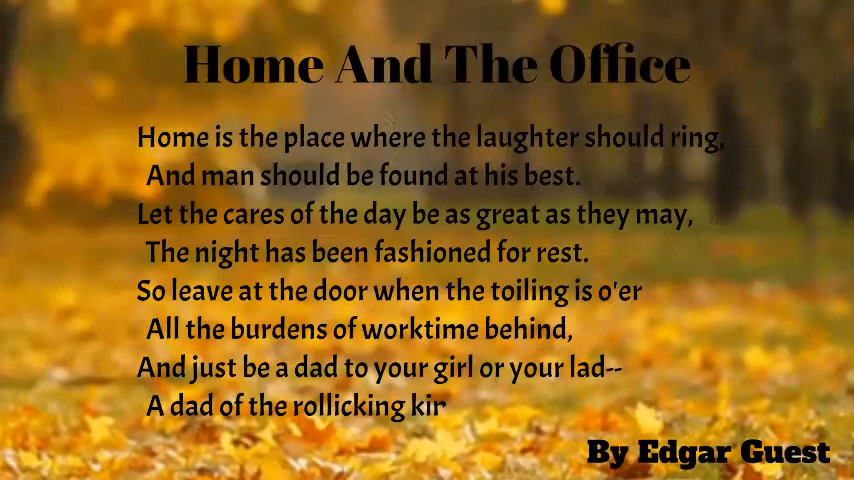 Home And The Office
Home is the place where the laughter should ring,
And man should be found at his best.
Let the cares of the day be as great as they may,
The night has been fashioned for rest.
So leave at the door when the toiling is o'er
All the burdens of worktime behind,
And just be a dad to your girl or your lad--
A dad of the rollicking
By Edgar Guest